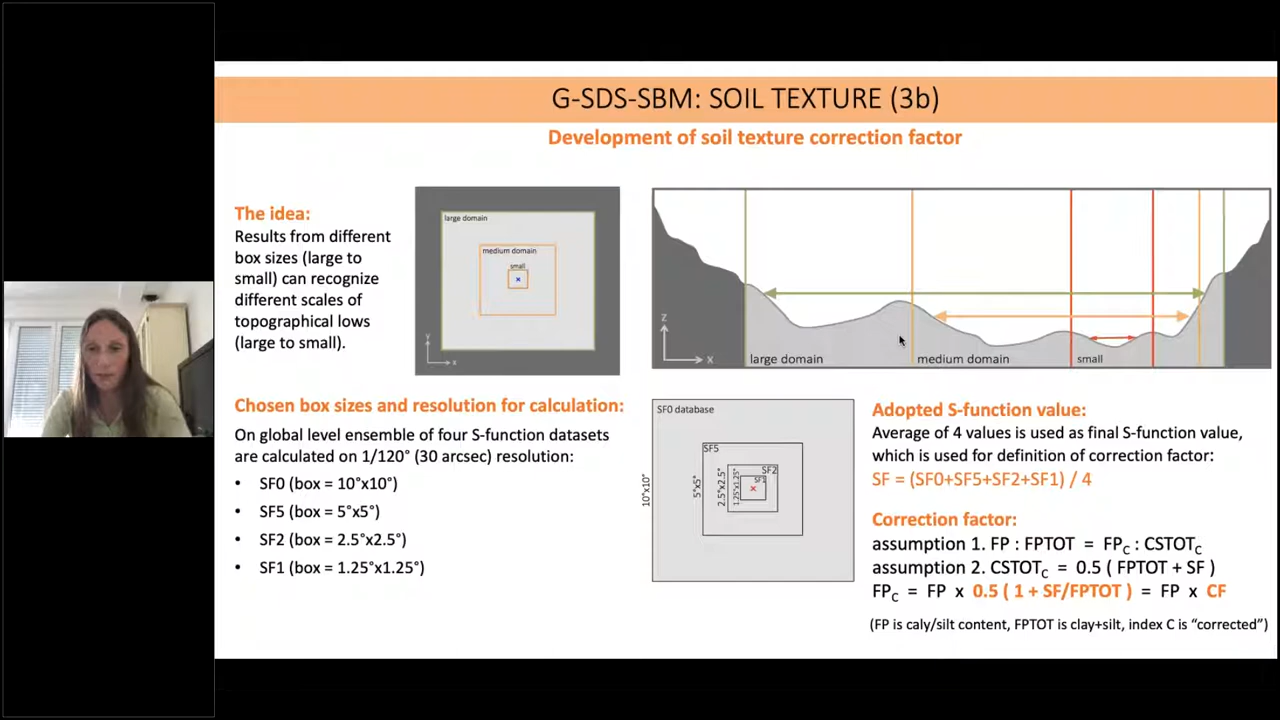 G-SDS-SBM: SOIL TEXTURE (3b)
Development of soil texture correction factor
The idea:
Results from different
box sizes (large to
small) can recognize
different scales of
topographical lows
(large to small).
large domain
medium domain
small
Y
X
Z
X
large domain
medium domain
small
Chosen box sizes and resolution for calculation:
On global level ensemble of four S-function datasets
are calculated on 1/120° (30 arcsec) resolution:
• SF0 (box = 10°x10°)
• SF5 (box = 5°x5°)
• SF2 (box = 2.5°x2.5°)
• SF1 (box = 1.25°x1.25°)
SF0 database
SF5
SF2
SF1
10°x10°
5°x5°
2.5°x2.5°
1.25°x1.25°
Adopted S-function value:
Average of 4 values is used as final S-function value,
which is used for definition of correction factor:
SF = (SF0+SF5+SF2+SF1) / 4
Correction factor:
assumption 1. FP : FPTOT = FPC : CSTOTC
assumption 2. CSTOTC = 0.5 ( FPTOT + SF )
FPC = FP x 0.5 ( 1 + SF/FPTOT ) = FP x CF
(FP is caly/silt content, FPTOT is clay+silt, index C is “corrected”)